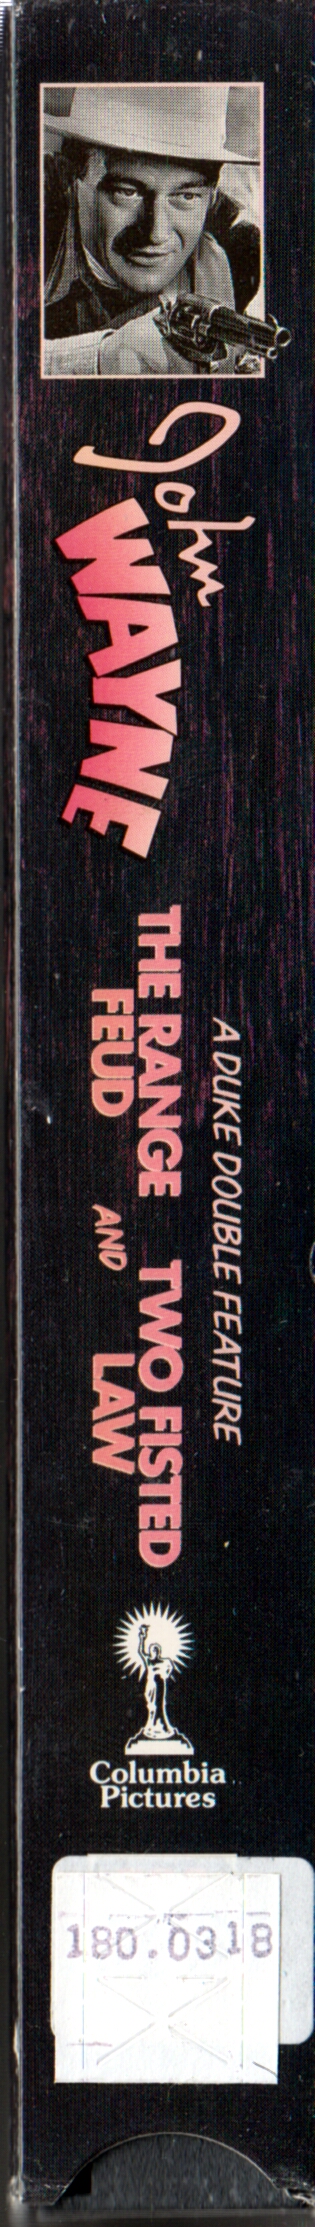 John
WAYNE
A DUKE DOUBLE FEATURE
THE RANGE
FEUD
AND
TWO FISTED
LAW
Columbia
Pictures
180.0318